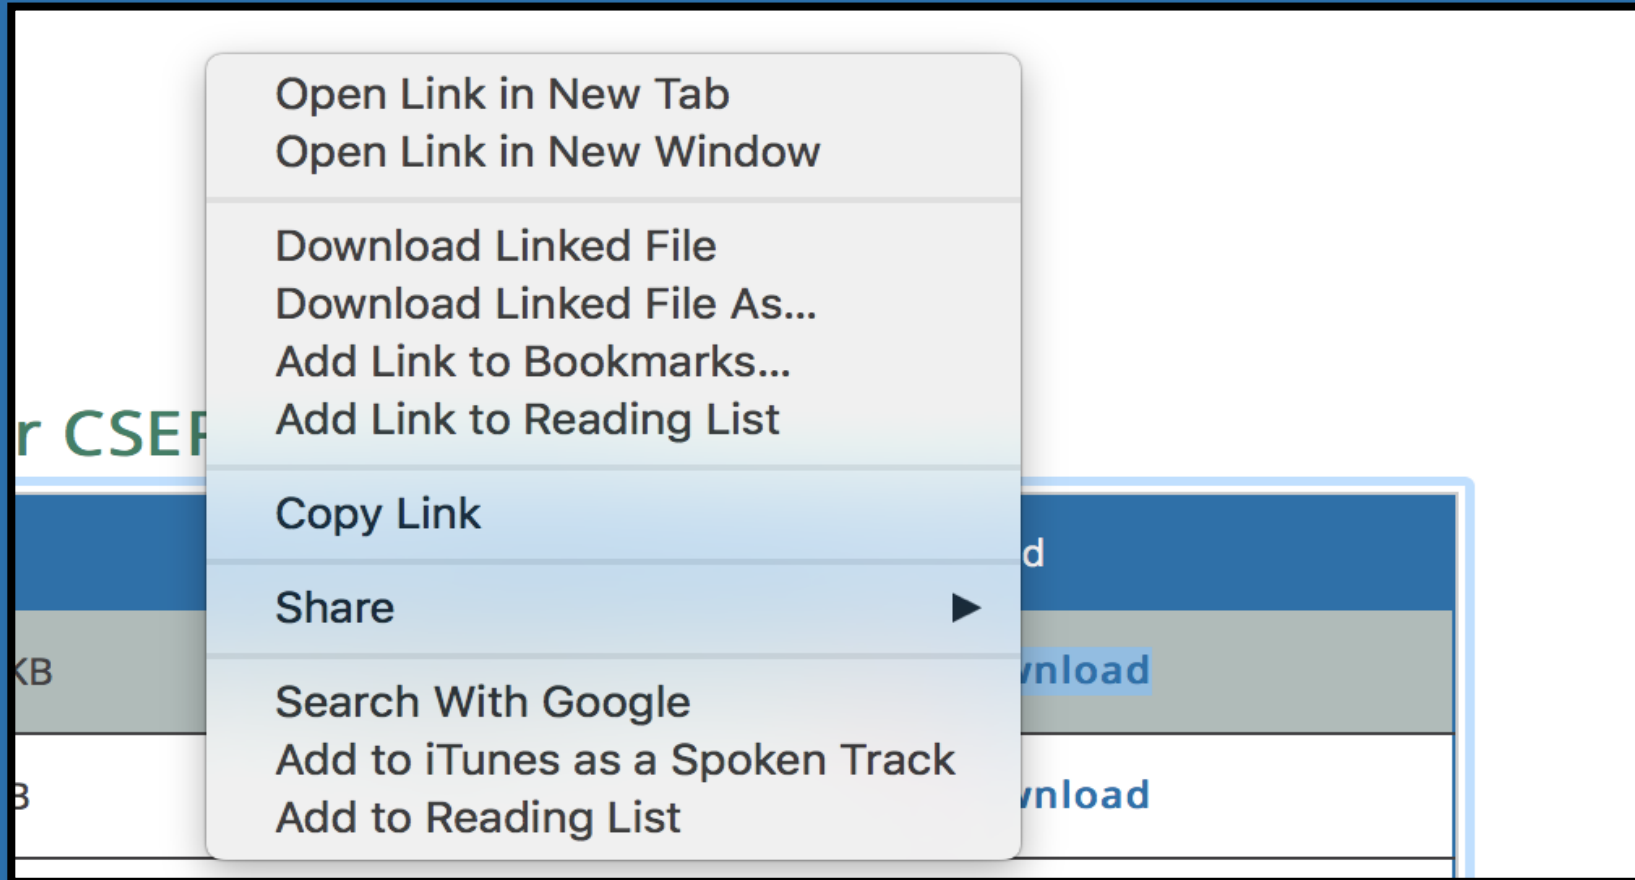 Open Link in New Tab
Open Link in New Window
Download Linked File
Download Linked File As...
Add Link to Bookmarks...
Add Link to Reading List
r CSE
Copy Link
d
Share
KB
wnload
Search With Google
Add to iTunes as a Spoken Track
B
wnload
Add to Reading List